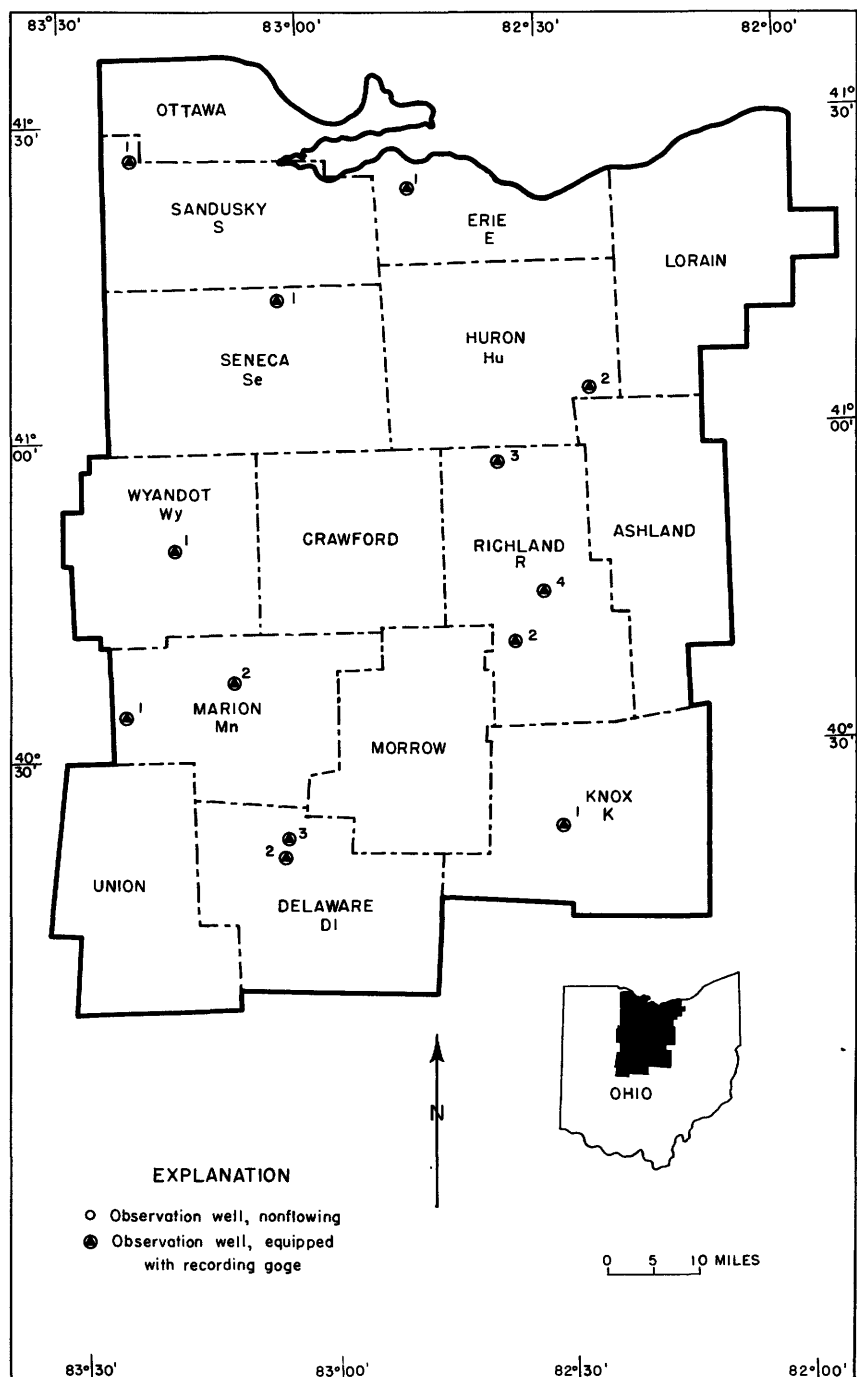 83°30' 83°00' 82°30' 82°00'
41°
30'
41°
30'
OTTAWA
1
SANDUSKY
S
1
ERIE
E
LORAIN
1
SENECA
Se
HURON
Hu
2
41°
00'
41°
00'
3
WYANDOT
Wy
1
CRAWFORD
RICHLAND
R
ASHLAND
4
2
2
1
MARION
Mn
MORROW
40°
30'
40°
30'
KNOX
K
1
3
2
UNION
DELAWARE
Dl
OHIO
N
EXPLANATION
Observation well, nonflowing
Observation well, equipped
with recording goge
0 5 10 MILES
83°30' 83°00' 82°30' 82°00'